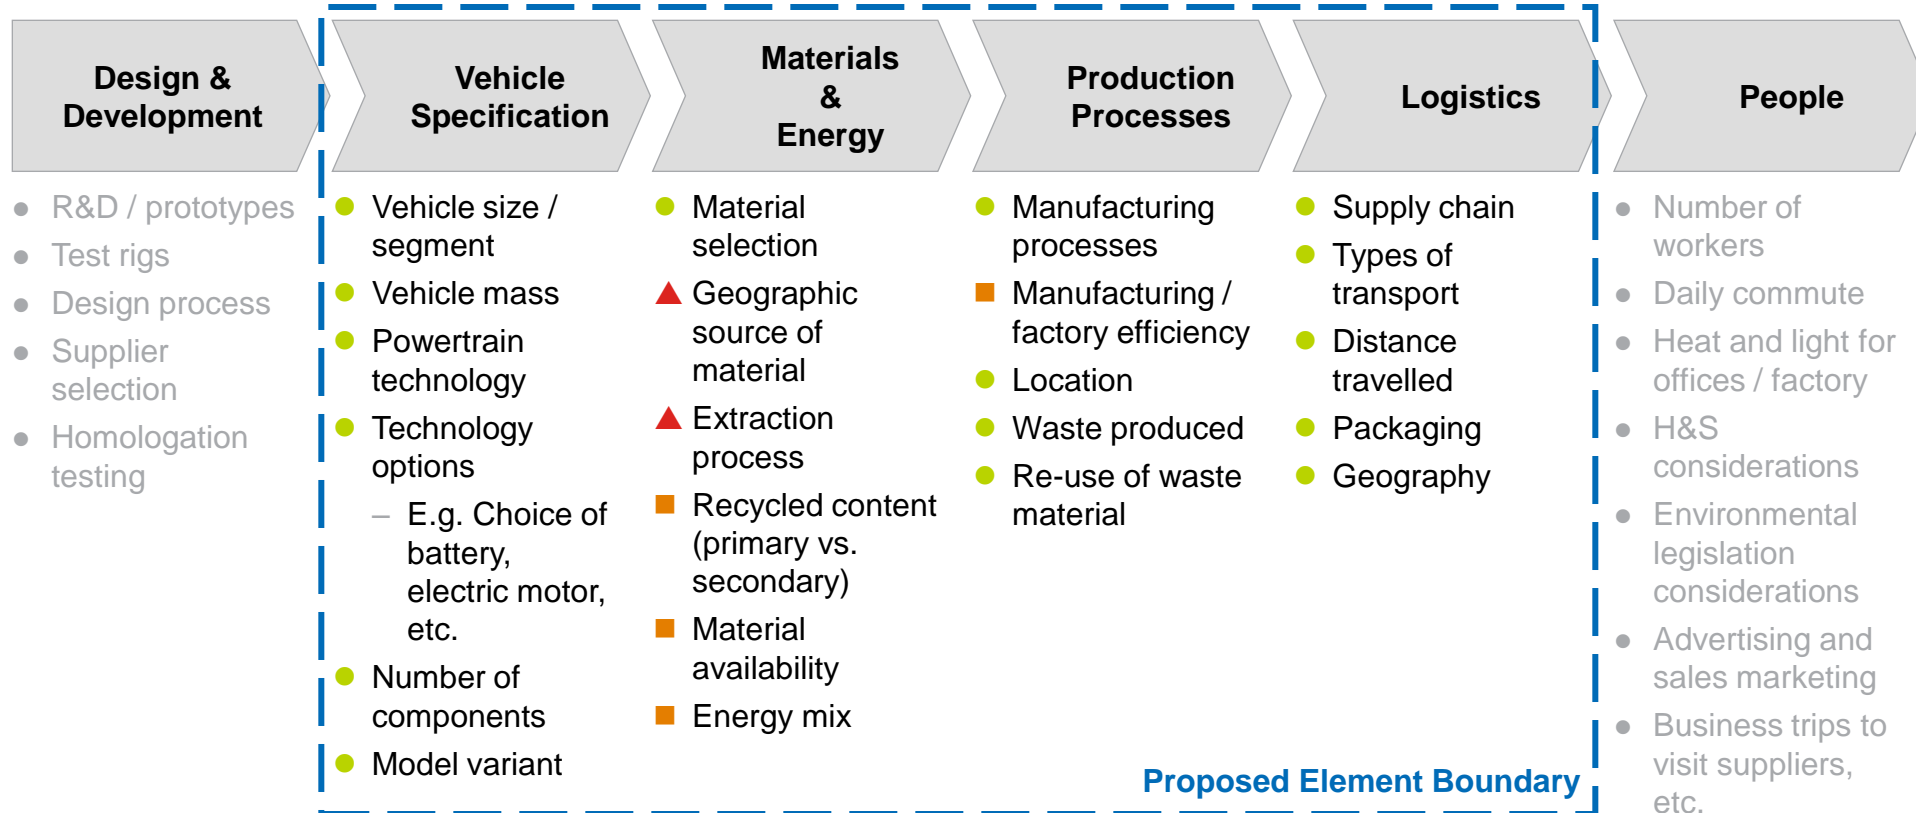 Design &
Development
Vehicle
Specification
Materials
&
Energy
Production
Processes
Logistics
People
● R&D / prototypes
● Test rigs
● Design process
● Supplier
selection
● Homologation
testing
● Vehicle size /
segment
● Vehicle mass
● Powertrain
technology
● Technology
options
– E.g. Choice of
battery,
electric motor,
etc.
● Number of
components
● Model variant
● Material
selection
▲ Geographic
source of
material
▲ Extraction
process
■ Recycled content
(primary vs.
secondary)
■ Material
availability
■ Energy mix
● Manufacturing
processes
■ Manufacturing /
factory efficiency
● Location
● Waste produced
● Re-use of waste
material
● Supply chain
● Types of
transport
● Distance
travelled
● Packaging
● Geography
● Number of
workers
● Daily commute
● Heat and light for
offices / factory
● H&S
considerations
● Environmental
legislation
considerations
● Advertising and
sales marketing
● Business trips to
visit suppliers,
etc.
Proposed Element Boundary